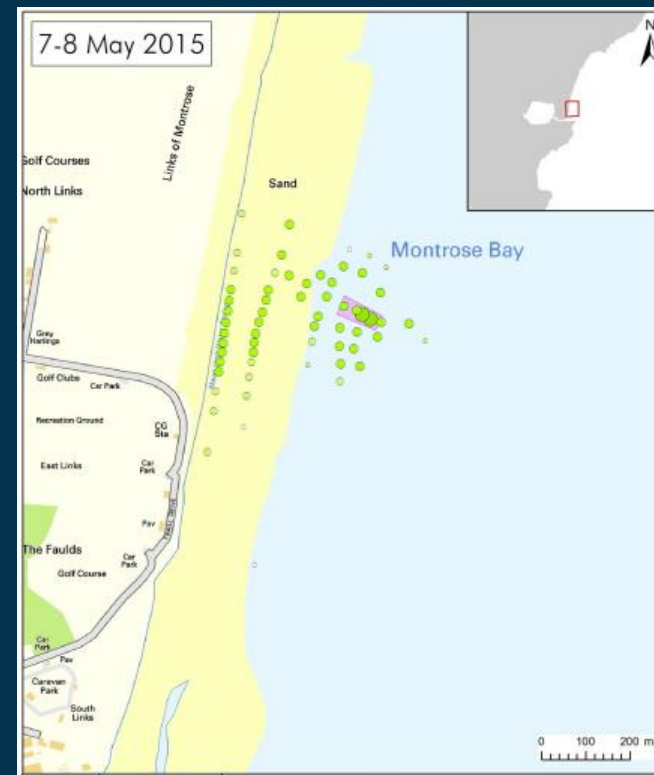 7-8 May 2015
N
Links of Montrose
Golf Courses
North Links
Sand
Montrose Bay
Grey
Harlings
Golf Clubs
Car Park
Recreation Ground
CG
Sta
East Links
Car
Park
Pav
The Faulds
Car
Park
Golf Course
Car
Park
Pav
Caravan
Park
South
Links
0 100 200 m